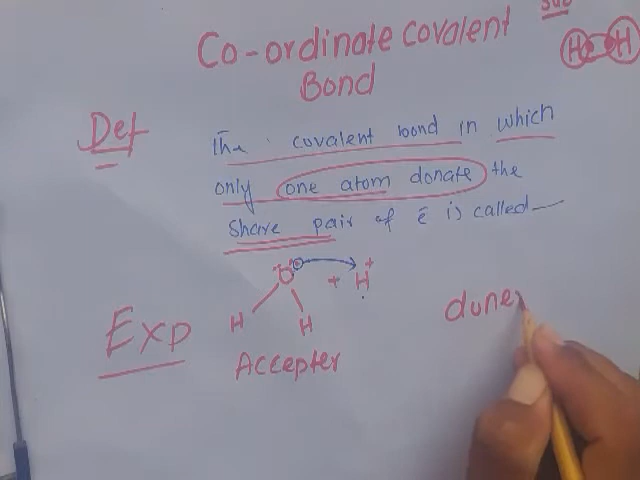 Co-ordinate Covalent
Bond
H H
Def
The covalent bond in which
only one atom donate the
share pair of ē is called
O + H+
H H
Exp
Accepter
done